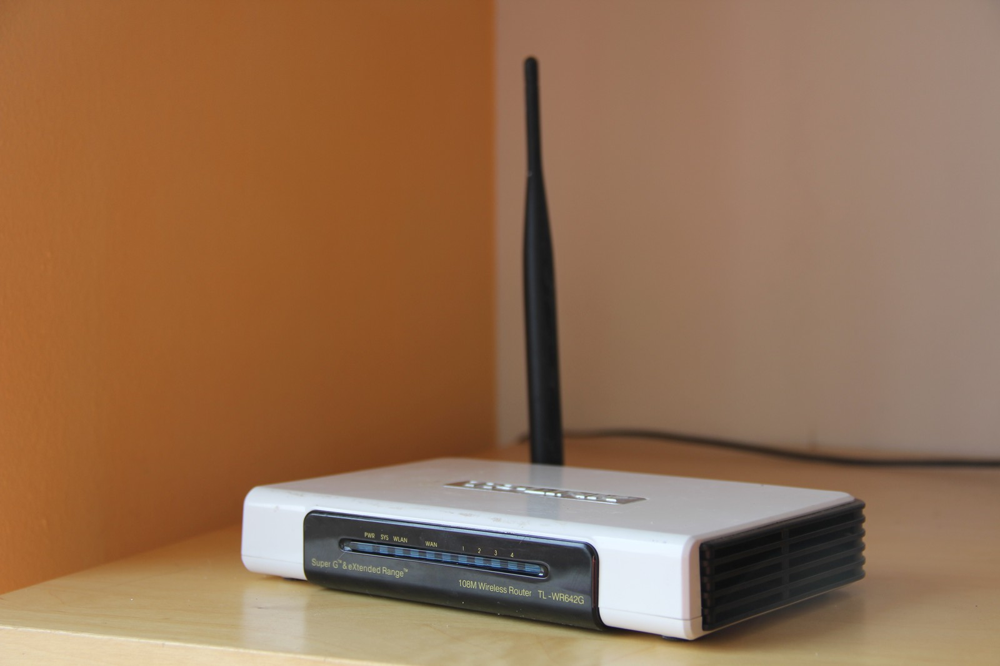 PWR SYS WLAN WAN 1 2 3 4
Super G™ & eXtended Range™
108M Wireless Router TL-WR642G